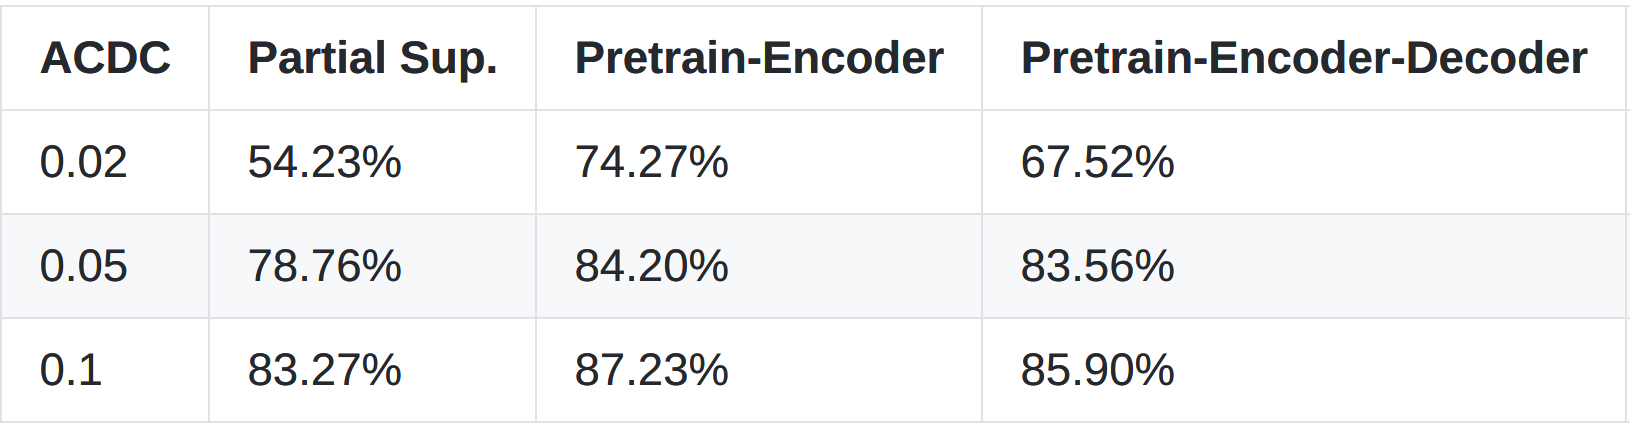 ACDC Partial Sup. Pretrain-Encoder Pretrain-Encoder-Decoder
0.02 54.23% 74.27% 67.52%
0.05 78.76% 84.20% 83.56%
0.1 83.27% 87.23% 85.90%